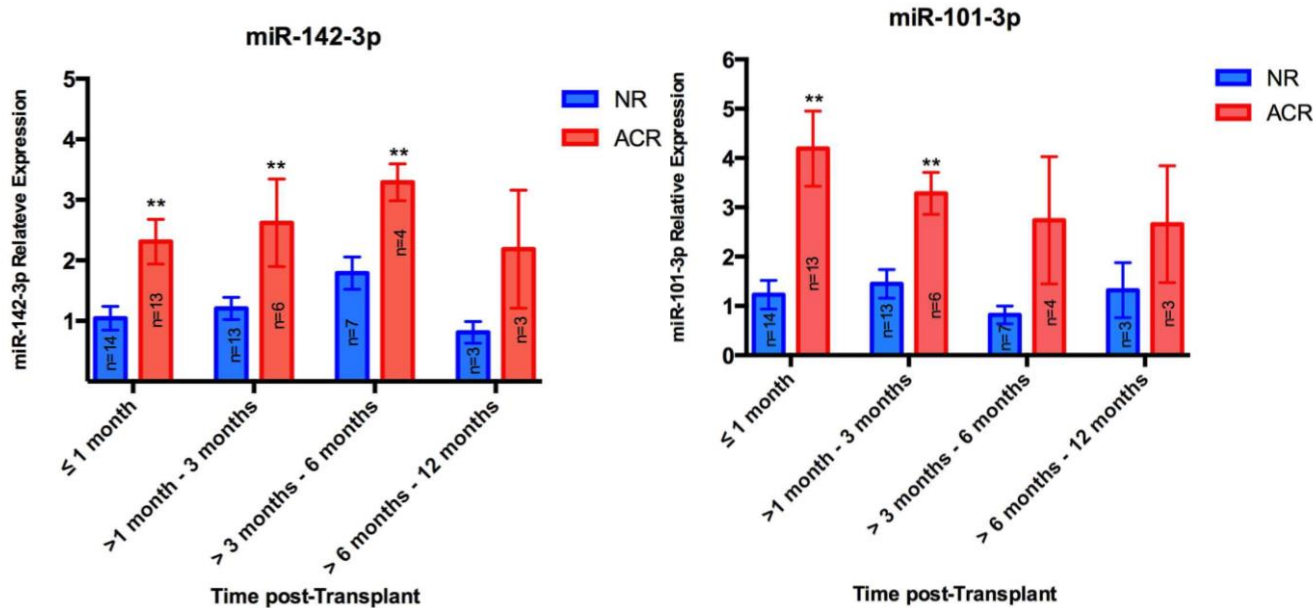 miR-142-3p
miR-142-3p Relateve Expression
5
4
3
2
1
NR
ACR
**
**
**
n=14
n=13
n=13
n=6
n=7
n=4
n=3
n=3
≤ 1 month
>1 month - 3 months
> 3 months - 6 months
> 6 months - 12 months
Time post-Transplant
miR-101-3p
miR-101-3p Relative Expression
6
5
4
3
2
1
0
NR
ACR
**
**
n=14
n=13
n=13
n=6
n=7
n=4
n=3
n=3
≤ 1 month
>1 month - 3 months
> 3 months - 6 months
> 6 months - 12 months
Time post-Transplant